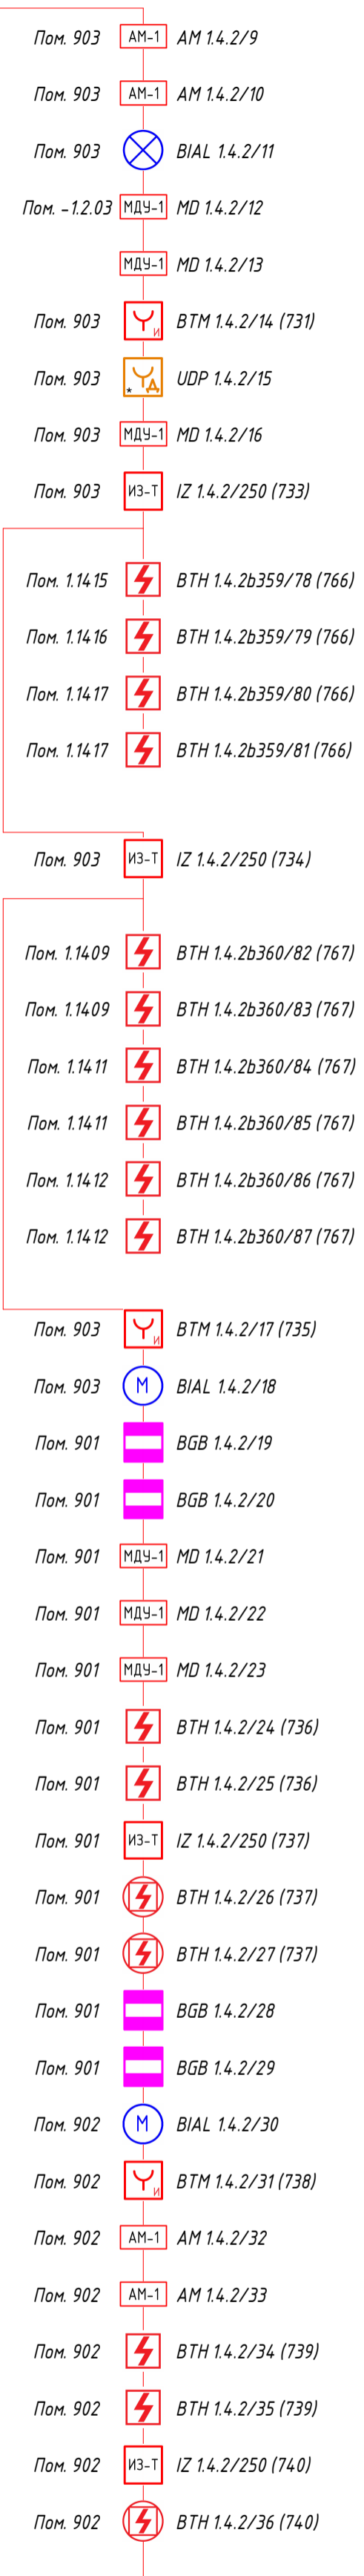 Пом. 903 АМ-1 AM 1.4.2/9
Пом. 903 АМ-1 AM 1.4.2/10
Пом. 903 BIAL 1.4.2/11
Пом. -1.2.03 МДУ-1 MD 1.4.2/12
МДУ-1 MD 1.4.2/13
Пом. 903 И BTM 1.4.2/14 (731)
Пом. 903 * Д UDP 1.4.2/15
Пом. 903 МДУ-1 MD 1.4.2/16
Пом. 903 ИЗ-Т IZ 1.4.2/250 (733)
Пом. 1.1415 BTH 1.4.2b359/78 (766)
Пом. 1.1416 BTH 1.4.2b359/79 (766)
Пом. 1.1417 BTH 1.4.2b359/80 (766)
Пом. 1.1417 BTH 1.4.2b359/81 (766)
Пом. 903 ИЗ-Т IZ 1.4.2/250 (734)
Пом. 1.1409 BTH 1.4.2b360/82 (767)
Пом. 1.1409 BTH 1.4.2b360/83 (767)
Пом. 1.1411 BTH 1.4.2b360/84 (767)
Пом. 1.1411 BTH 1.4.2b360/85 (767)
Пом. 1.1412 BTH 1.4.2b360/86 (767)
Пом. 1.1412 BTH 1.4.2b360/87 (767)
Пом. 903 И BTM 1.4.2/17 (735)
Пом. 903 М BIAL 1.4.2/18
Пом. 901 BGB 1.4.2/19
Пом. 901 BGB 1.4.2/20
Пом. 901 МДУ-1 MD 1.4.2/21
Пом. 901 МДУ-1 MD 1.4.2/22
Пом. 901 МДУ-1 MD 1.4.2/23
Пом. 901 BTH 1.4.2/24 (736)
Пом. 901 BTH 1.4.2/25 (736)
Пом. 901 ИЗ-Т IZ 1.4.2/250 (737)
Пом. 901 BTH 1.4.2/26 (737)
Пом. 901 BTH 1.4.2/27 (737)
Пом. 901 BGB 1.4.2/28
Пом. 901 BGB 1.4.2/29
Пом. 902 М BIAL 1.4.2/30
Пом. 902 И BTM 1.4.2/31 (738)
Пом. 902 АМ-1 AM 1.4.2/32
Пом. 902 АМ-1 AM 1.4.2/33
Пом. 902 BTH 1.4.2/34 (739)
Пом. 902 BTH 1.4.2/35 (739)
Пом. 902 ИЗ-Т IZ 1.4.2/250 (740)
Пом. 902 BTH 1.4.2/36 (740)